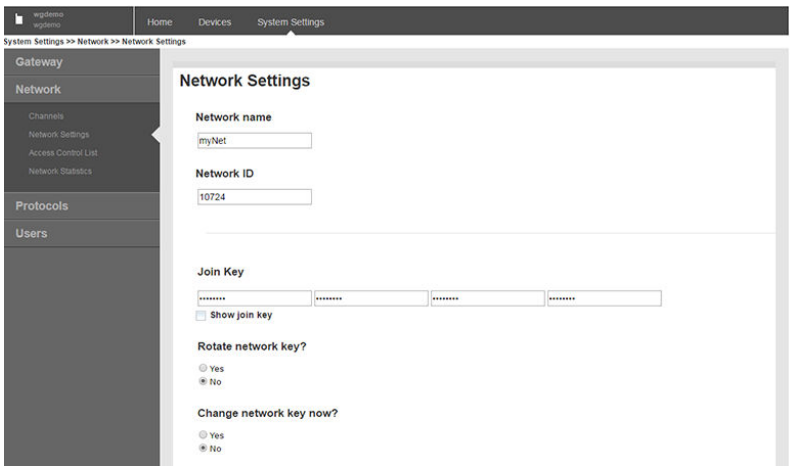 wgdemo
wgdemo
Home Devices System Settings
System Settings >> Network >> Network Settings
Gateway
Network
Channels
Network Settings
Access Control List
Network Statistics
Protocols
Users
Network Settings
Network name
myNet
Network ID
10724
Join Key
•••••••• •••••••• •••••••• ••••••••
Show join key
Rotate network key?
Yes
No
Change network key now?
Yes
No